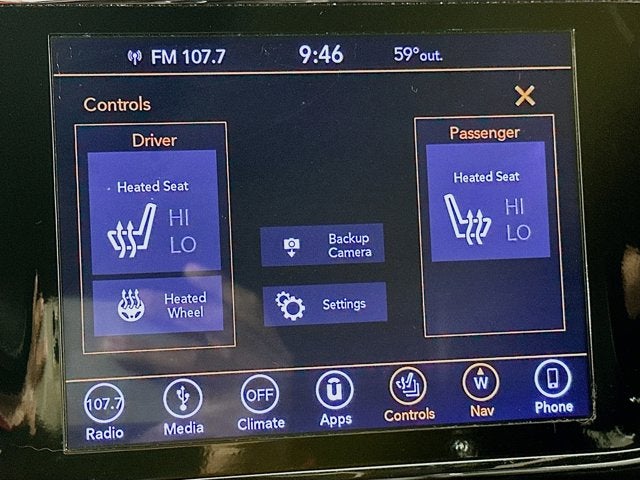 FM 107.7 9:46 59° out.
Controls
Driver
Heated Seat
HI
LO
Heated
Wheel
Backup
Camera
Settings
Passenger
Heated Seat
HI
LO
107.7 OFF W
Radio Media Climate Apps Controls Nav Phone